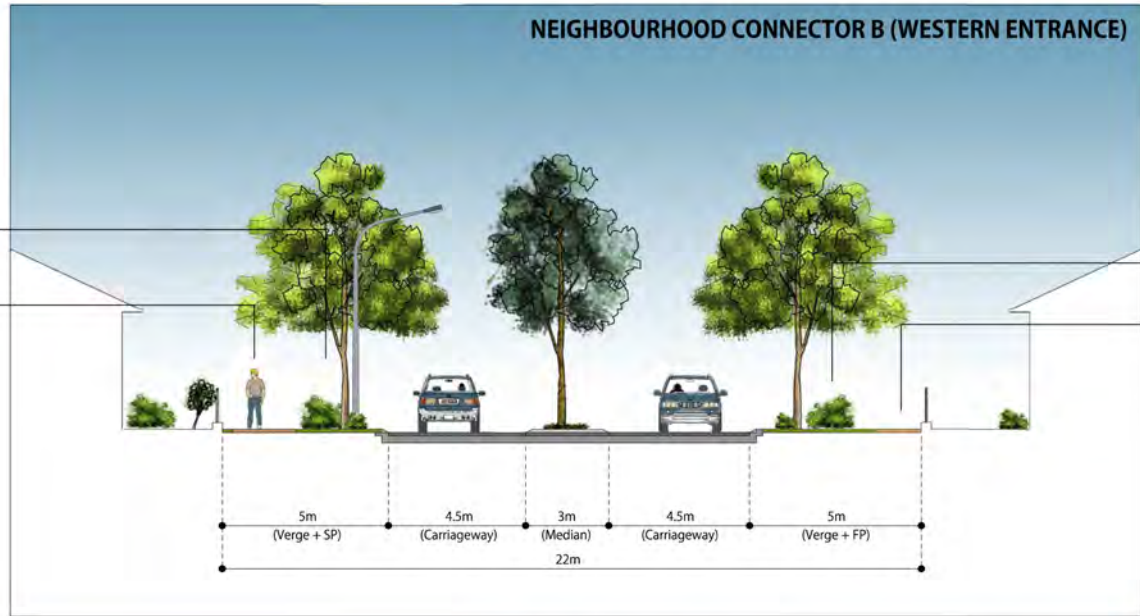 NEIGHBOURHOOD CONNECTOR B (WESTERN ENTRANCE)
5m
(Verge + SP)
4.5m
(Carriageway)
3m
(Median)
4.5m
(Carriageway)
5m
(Verge + FP)
22m